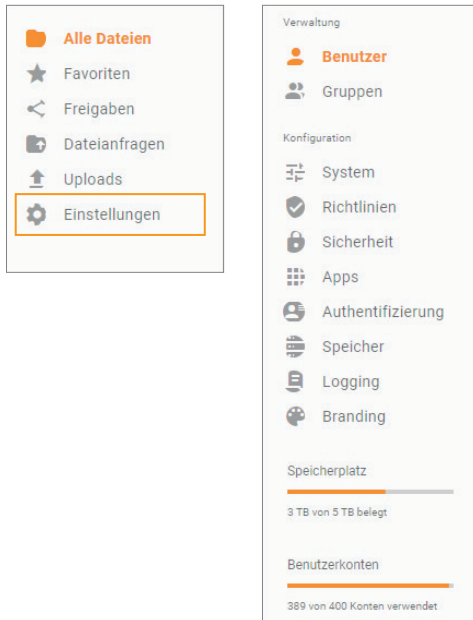 Alle Dateien
Favoriten
Freigaben
Dateianfragen
Uploads
Einstellungen
Verwaltung
Benutzer
Gruppen
Konfiguration
System
Richtlinien
Sicherheit
Apps
Authentifizierung
Speicher
Logging
Branding
Speicherplatz
3 TB von 5 TB belegt
Benutzerkonten
389 von 400 Konten verwendet